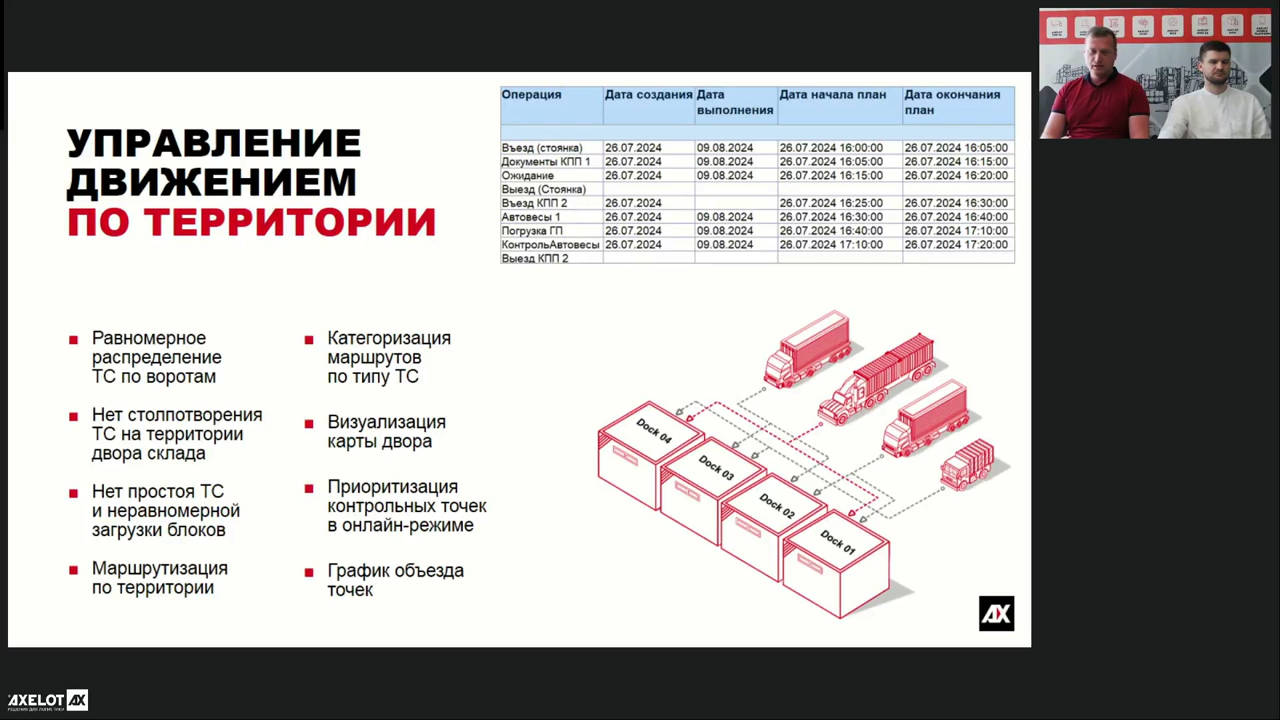 УПРАВЛЕНИЕ
ДВИЖЕНИЕМ
ПО ТЕРРИТОРИИ
Операция Дата создания Дата выполнения Дата начала план Дата окончания план
Въезд (стоянка) 26.07.2024 09.08.2024 26.07.2024 16:00:00 26.07.2024 16:05:00
Документы КПП 1 26.07.2024 09.08.2024 26.07.2024 16:05:00 26.07.2024 16:15:00
Ожидание 26.07.2024 09.08.2024 26.07.2024 16:15:00 26.07.2024 16:20:00
Выезд (Стоянка)
Въезд КПП 2 26.07.2024 26.07.2024 16:25:00 26.07.2024 16:30:00
Автовесы 1 26.07.2024 09.08.2024 26.07.2024 16:30:00 26.07.2024 16:40:00
Погрузка ГП 26.07.2024 09.08.2024 26.07.2024 16:40:00 26.07.2024 17:10:00
КонтрольАвтовесы 26.07.2024 09.08.2024 26.07.2024 17:10:00 26.07.2024 17:20:00
Выезд КПП 2
Равномерное
распределение
ТС по воротам
Нет столпотворения
ТС на территории
двора склада
Нет простоя ТС
и неравномерной
загрузки блоков
Маршрутизация
по территории
Категоризация
маршрутов
по типу ТС
Визуализация
карты двора
Приоритизация
контрольных точек
в онлайн-режиме
График объезда
точек
Dock 04
Dock 03
Dock 02
Dock 01
AX
AXELOT AX
РЕШЕНИЯ ДЛЯ ЛОГИСТИКИ